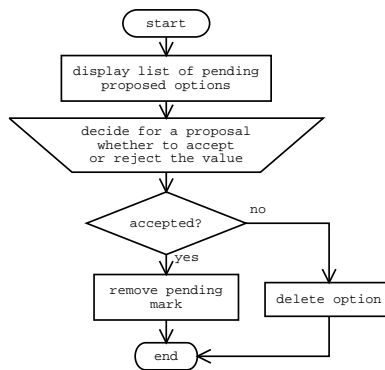 start
display list of pending
proposed options
decide for a proposal
whether to accept
or reject the value
accepted?
no
yes
remove pending
mark
delete option
end